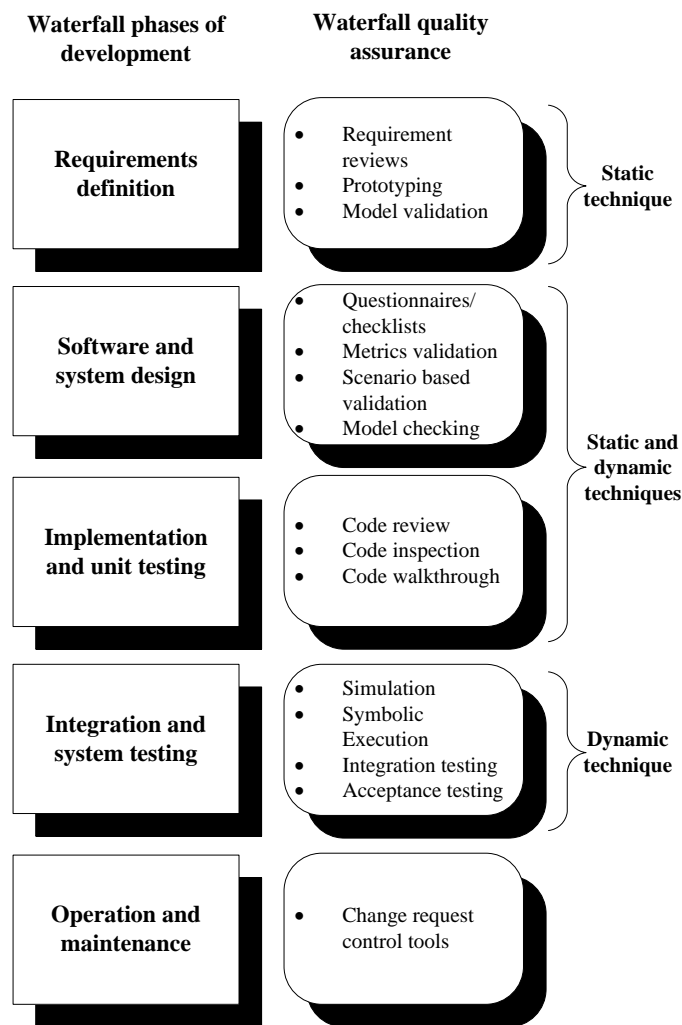 Waterfall phases of
development
Waterfall quality
assurance
Requirements
definition
• Requirement
reviews
• Prototyping
• Model validation
Static
technique
Software and
system design
• Questionnaires/
checklists
• Metrics validation
• Scenario based
validation
• Model checking
Static and
dynamic
techniques
Implementation
and unit testing
• Code review
• Code inspection
• Code walkthrough
Integration and
system testing
• Simulation
• Symbolic
Execution
• Integration testing
• Acceptance testing
Dynamic
technique
Operation and
maintenance
• Change request
control tools